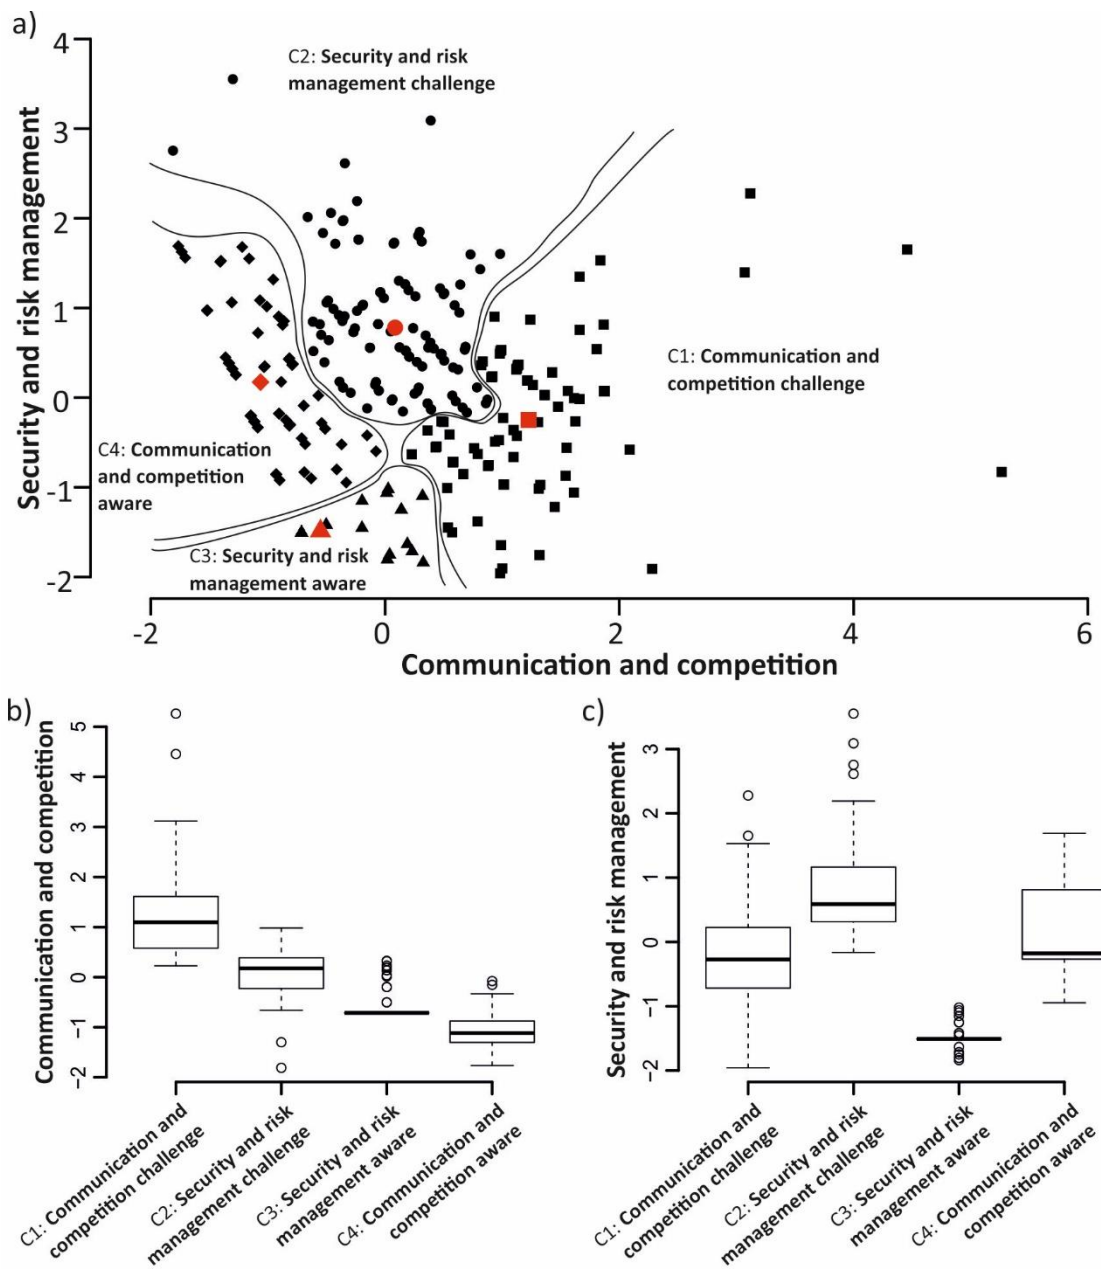 a)
4
3
2
1
0
-1
-2
Security and risk management
C2: Security and risk
management challenge
C1: Communication and
competition challenge
C4: Communication
and competition
aware
C3: Security and risk
management aware
-2 0 2 4 6
Communication and competition
b)
Communication and competition
5
4
3
2
1
0
-1
-2
C1: Communication and
competition challenge
C2: Security and risk
management challenge
C3: Security and risk
management aware
C4: Communication and
competition aware
c)
Security and risk management
3
2
1
0
-1
-2
C1: Communication and
competition challenge
C2: Security and risk
management challenge
C3: Security and risk
management aware
C4: Communication and
competition aware